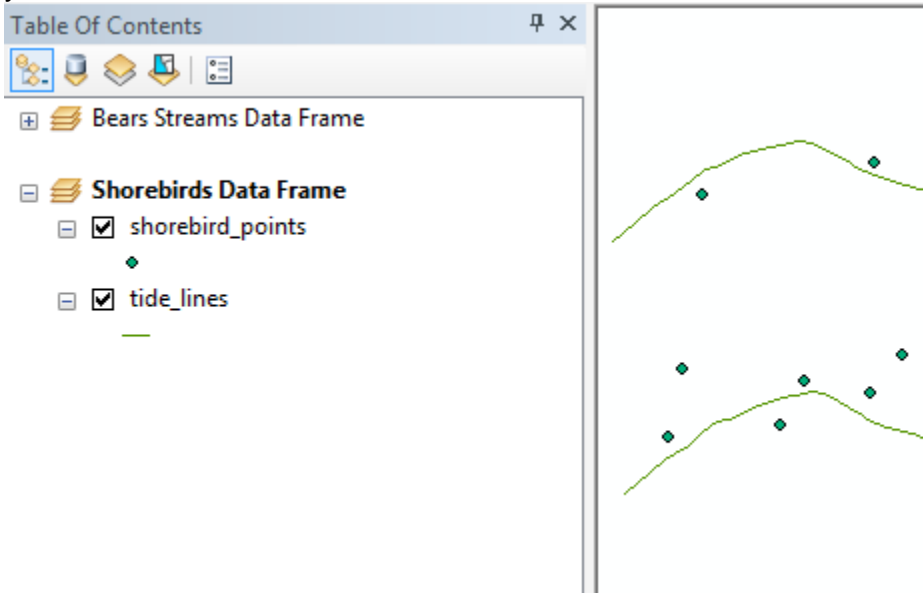 Table Of Contents
Bears Streams Data Frame
Shorebirds Data Frame
shorebird_points
tide_lines